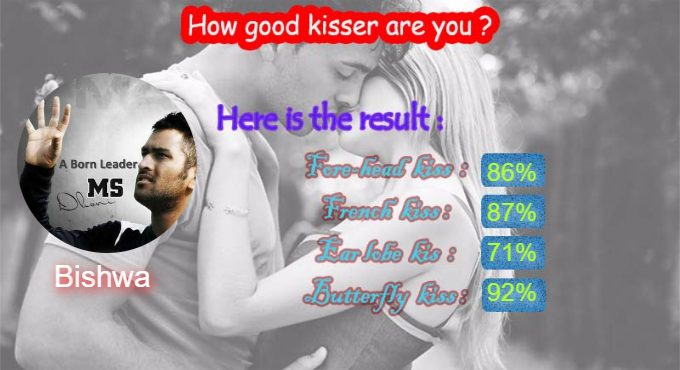 How good kisser are you ?
Here is the result :
A Born Leader
MS
Dhoni
Bishwa
Fore-head kiss : 86%
French kiss : 87%
Ear lobe kis : 71%
Butterfly kiss : 92%